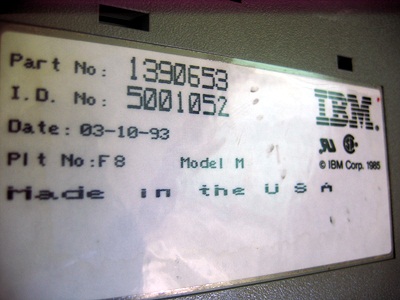 Part No: 1390653
I.D. No: 5001052
Date: 03-10-93
Plt No:F8 Model M
Made in the USA
IBM.
© IBM Corp. 1985